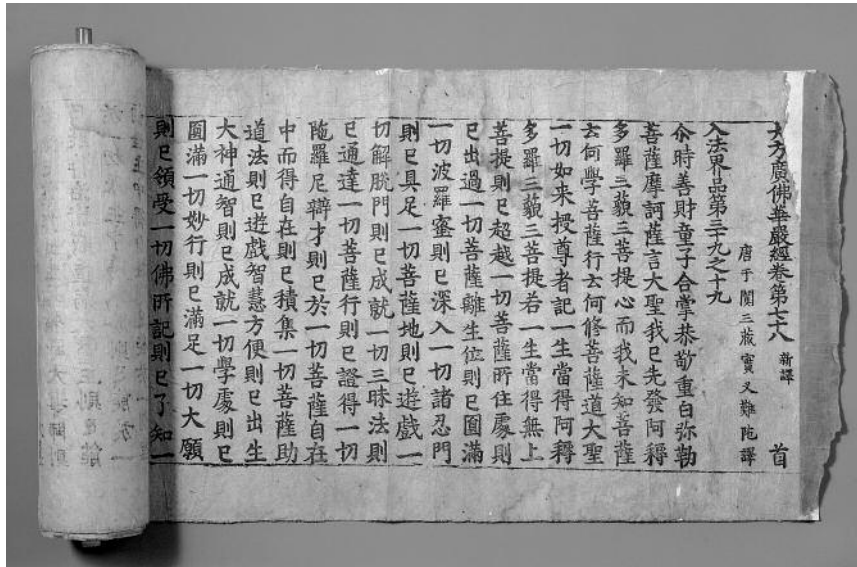 大方廣佛華嚴經卷第七十八 新譯 首
唐于闐三藏實叉難陁譯
入法界品第三十九之十九
尒時善財童子合掌恭敬重白弥勒
菩薩摩訶薩言大聖我已先發阿耨
多羅三藐三菩提心而我未知菩薩
云何學菩薩行云何修菩薩道大聖
一切如来授尊者記一生當得阿耨
多羅三藐三菩提若一生當得無上
菩提則已超越一切菩薩所住處則
已出過一切菩薩離生位則已圓滿
一切波羅蜜則已深入一切諸忍門
則已具足一切菩薩地則已遊戲一
切解脫門則已成就一切三昧法則
已通達一切菩薩行則已證得一切
陁羅尼辯才則已於一切菩薩自在
中而得自在則已積集一切菩薩助
道法則已遊戲智慧方便則已出生
大神通智則已成就一切學處則已
圓滿一切妙行則已滿足一切大願
則已領受一切佛所記則已了知一